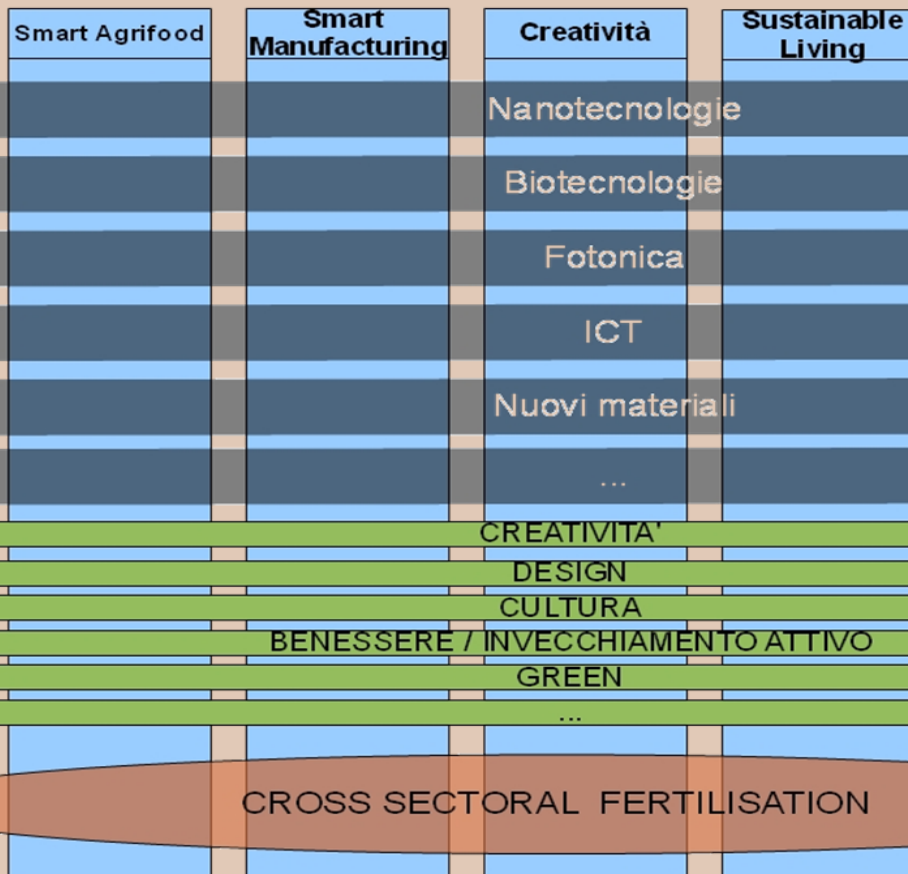 Smart Agrifood
Smart
Manufacturing
Creatività
Sustainable
Living
Nanotecnologie
Biotecnologie
Fotonica
ICT
Nuovi materiali
...
CREATIVITA'
DESIGN
CULTURA
BENESSERE / INVECCHIAMENTO ATTIVO
GREEN
...
CROSS SECTORAL FERTILISATION